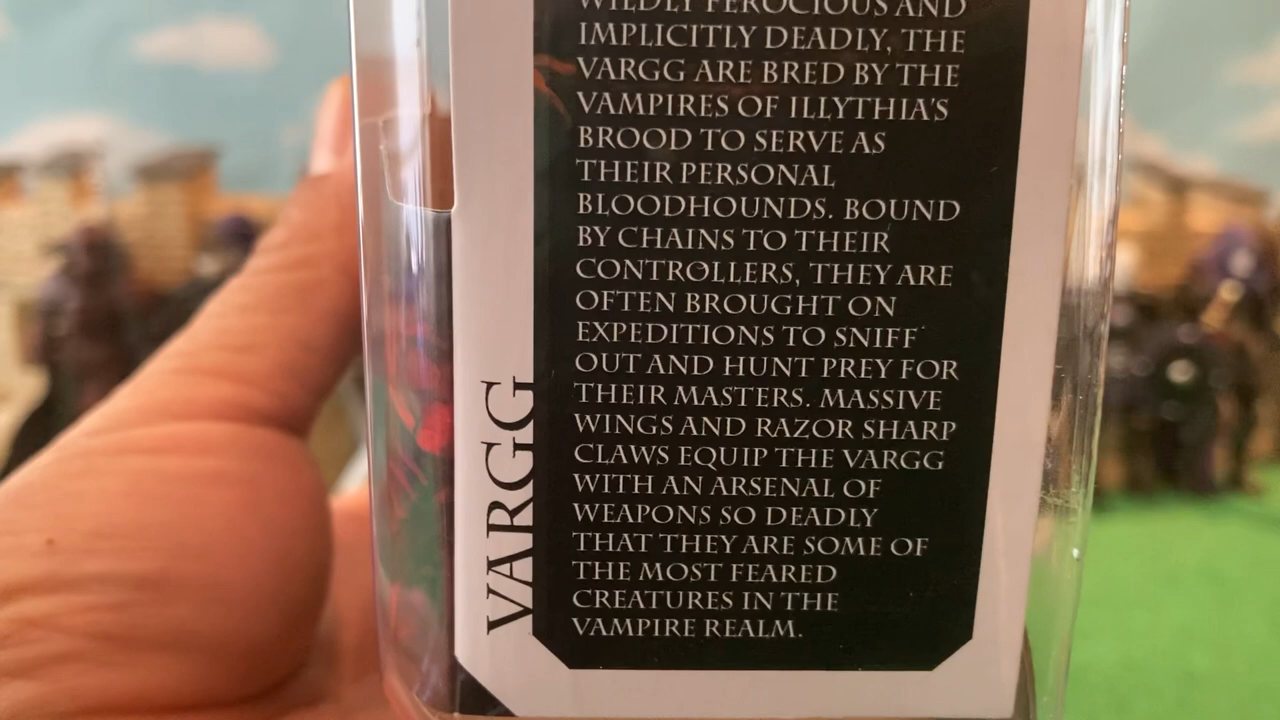 WILDLY FEROCIOUS AND
IMPLICITLY DEADLY, THE
VARGG ARE BRED BY THE
VAMPIRES OF ILLYTHIA'S
BROOD TO SERVE AS
THEIR PERSONAL
BLOODHOUNDS. BOUND
BY CHAINS TO THEIR
CONTROLLERS, THEY ARE
OFTEN BROUGHT ON
EXPEDITIONS TO SNIFF
OUT AND HUNT PREY FOR
THEIR MASTERS. MASSIVE
WINGS AND RAZOR SHARP
CLAWS EQUIP THE VARGG
WITH AN ARSENAL OF
WEAPONS SO DEADLY
THAT THEY ARE SOME OF
THE MOST FEARED
CREATURES IN THE
VAMPIRE REALM.
VARGG